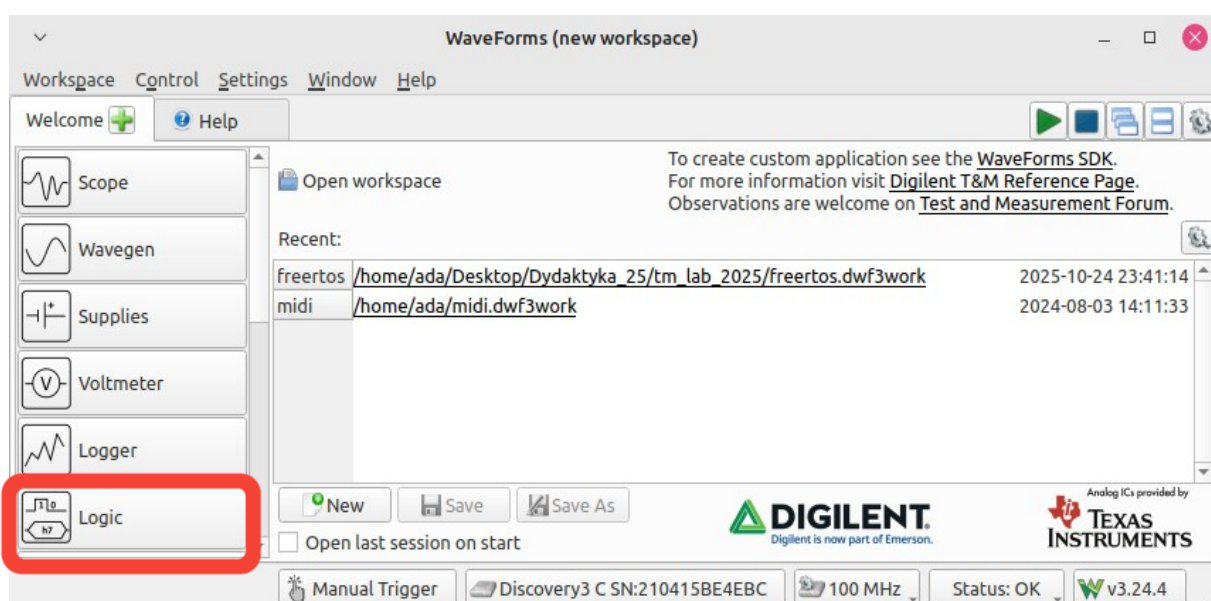 WaveForms (new workspace)
Workspace Control Settings Window Help
Welcome Help
Scope
Wavegen
Supplies
Voltmeter
Logger
Logic
Open workspace
To create custom application see the WaveForms SDK.
For more information visit Digilent T&M Reference Page.
Observations are welcome on Test and Measurement Forum.
Recent:
freertos /home/ada/Desktop/Dydaktyka_25/tm_lab_2025/freertos.dwf3work 2025-10-24 23:41:14
midi /home/ada/midi.dwf3work 2024-08-03 14:11:33
New Save Save As
Open last session on start
DIGILENT.
Digilent is now part of Emerson.
Analog ICs provided by
TEXAS
INSTRUMENTS
Manual Trigger Discovery3 C SN:210415BE4EBC 100 MHz Status: OK v3.24.4